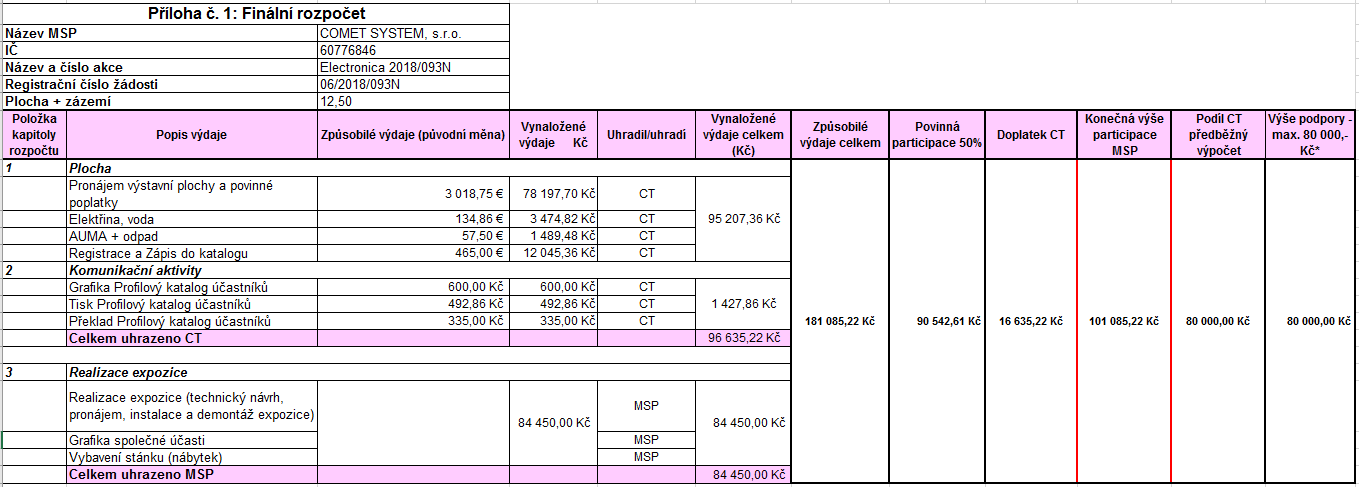 Příloha č. 1: Finální rozpočet
Název MSP COMET SYSTEM, s.r.o.
IČ 60776846
Název a číslo akce Electronica 2018/093N
Registrační číslo žádosti 06/2018/093N
Plocha + zázemí 12,50
Položka kapitoly rozpočtu Popis výdaje Způsobilé výdaje (původní měna) Vynaložené výdaje Kč Uhradil/uhradí Vynaložené výdaje celkem (Kč) Způsobilé výdaje celkem Povinná participace 50% Doplatek CT Konečná výše participace MSP Podíl CT předběžný výpočet Výše podpory - max. 80 000,- Kč*
1 Plocha
Pronájem výstavní plochy a povinné poplatky 3 018,75 € 78 197,70 Kč CT
Elektřina, voda 134,86 € 3 474,82 Kč CT 95 207,36 Kč
AUMA + odpad 57,50 € 1 489,48 Kč CT
Registrace a Zápis do katalogu 465,00 € 12 045,36 Kč CT
2 Komunikační aktivity
Grafika Profilový katalog účastníků 600,00 Kč 600,00 Kč CT
Tisk Profilový katalog účastníků 492,86 Kč 492,86 Kč CT 1 427,86 Kč
Překlad Profilový katalog účastníků 335,00 Kč 335,00 Kč CT 181 085,22 Kč 90 542,61 Kč 16 635,22 Kč 101 085,22 Kč 80 000,00 Kč 80 000,00 Kč
Celkem uhrazeno CT 96 635,22 Kč
3 Realizace expozice
Realizace expozice (technický návrh, pronájem, instalace a demontáž expozice) 84 450,00 Kč MSP 84 450,00 Kč
Grafika společné účasti MSP
Vybavení stánku (nábytek) MSP
Celkem uhrazeno MSP 84 450,00 Kč